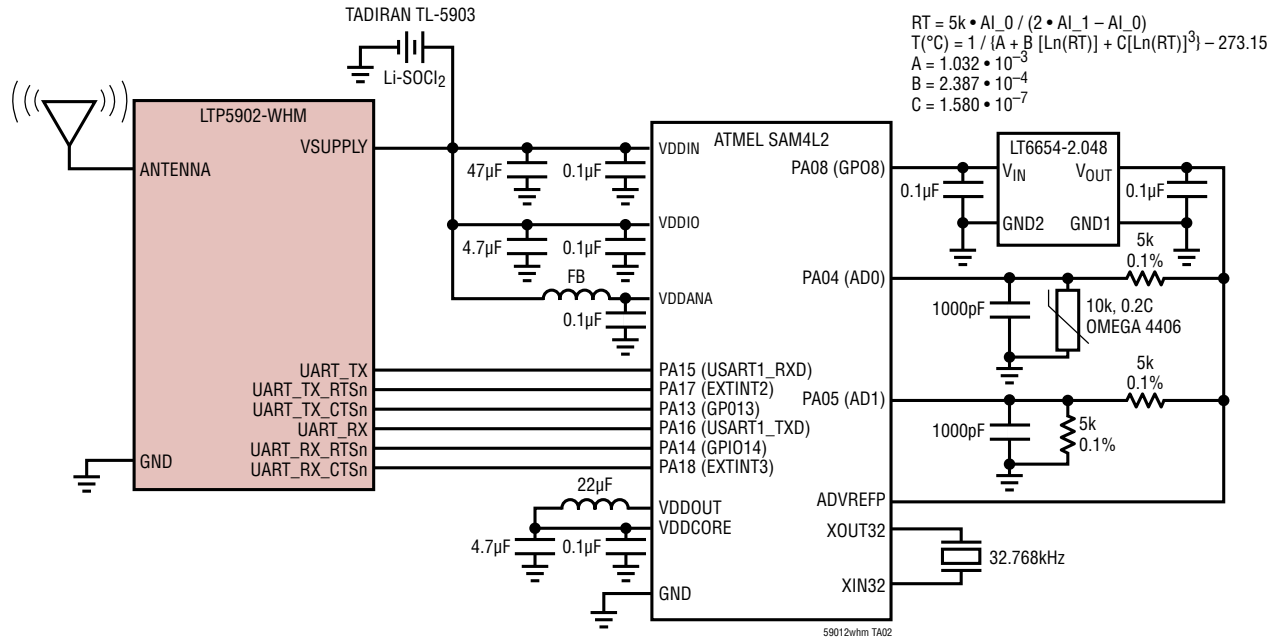 TADIRAN TL-5903
Li-SOCl2
RT = 5k • AI_0 / (2 • AI_1 – AI_0)
T(°C) = 1 / {A + B [Ln(RT)] + C[Ln(RT)]3} – 273.15
A = 1.032 • 10–3
B = 2.387 • 10–4
C = 1.580 • 10–7
LTP5902-WHM
VSUPPLY
ANTENNA
GND
UART_TX
UART_TX_RTSn
UART_TX_CTSn
UART_RX
UART_RX_RTSn
UART_RX_CTSn
47µF
0.1µF
4.7µF
0.1µF
FB
0.1µF
22µF
4.7µF
0.1µF
ATMEL SAM4L2
VDDIN
VDDIO
VDDANA
PA15 (USART1_RXD)
PA17 (EXTINT2)
PA13 (GP013)
PA16 (USART1_TXD)
PA14 (GPIO14)
PA18 (EXTINT3)
VDDOUT
VDDCORE
GND
PA08 (GPO8)
PA04 (AD0)
PA05 (AD1)
ADVREFP
XOUT32
XIN32
LT6654-2.048
VIN
VOUT
GND2
GND1
0.1µF
0.1µF
5k
0.1%
1000pF
10k, 0.2C
OMEGA 4406
5k
0.1%
1000pF
5k
0.1%
32.768kHz
59012whm TA02